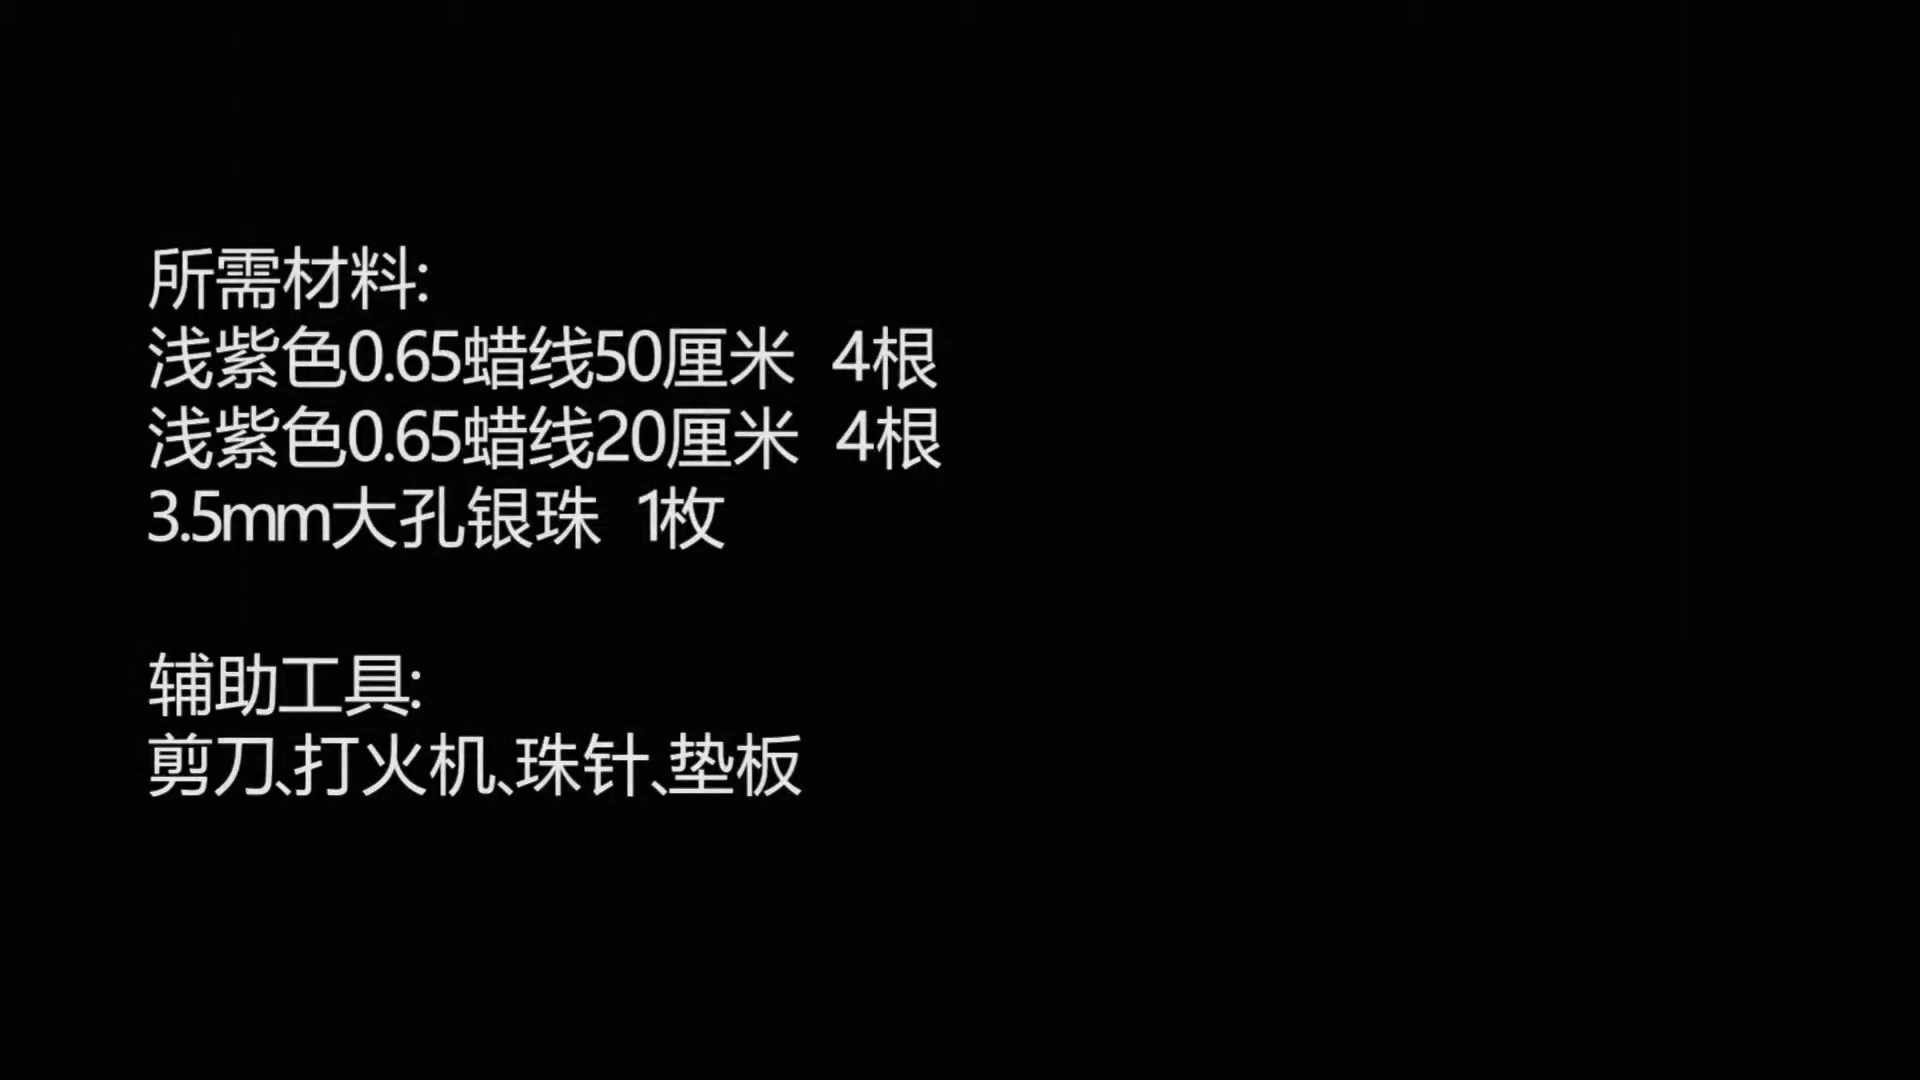 所需材料:
浅紫色0.65蜡线50厘米 4根
浅紫色0.65蜡线20厘米 4根
3.5mm大孔银珠 1枚
辅助工具:
剪刀、打火机、珠针、垫板